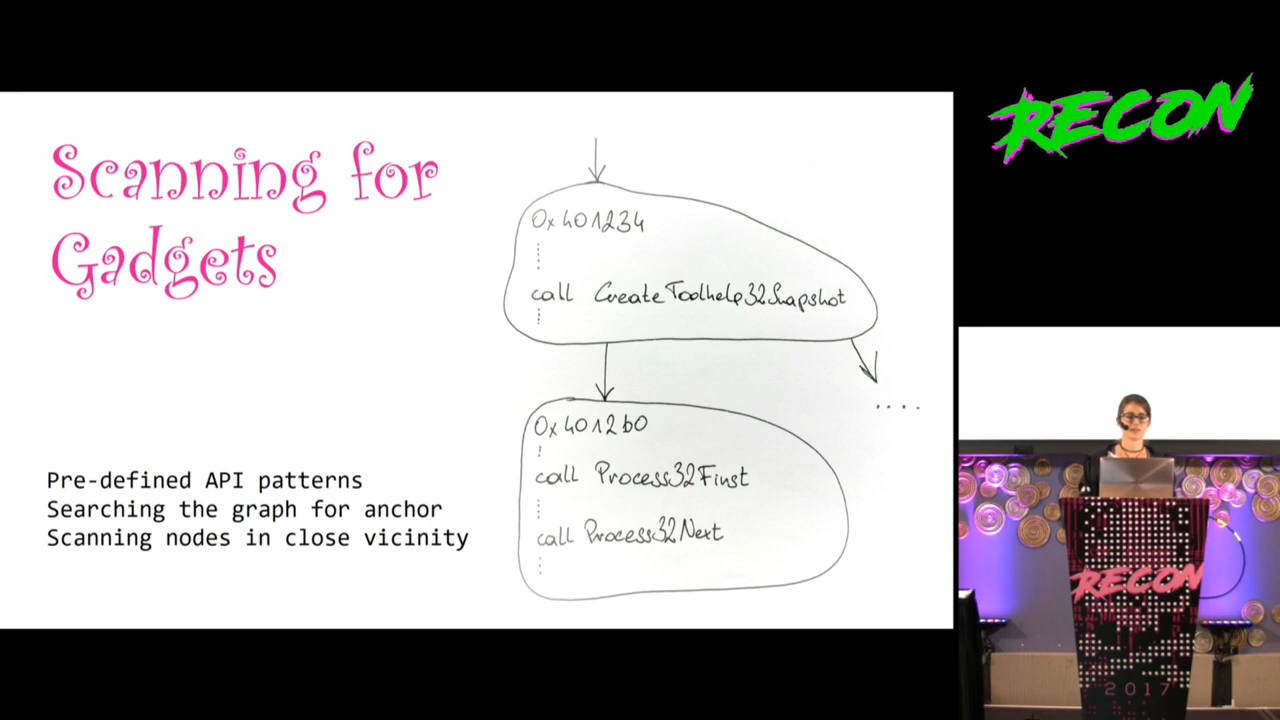 Scanning for
Gadgets
0x401234
call CreateToolhelp32Snapshot
0x4012b0
call Process32First
call Process32Next
....
Pre-defined API patterns
Searching the graph for anchor
Scanning nodes in close vicinity
RECON
RECON
2017